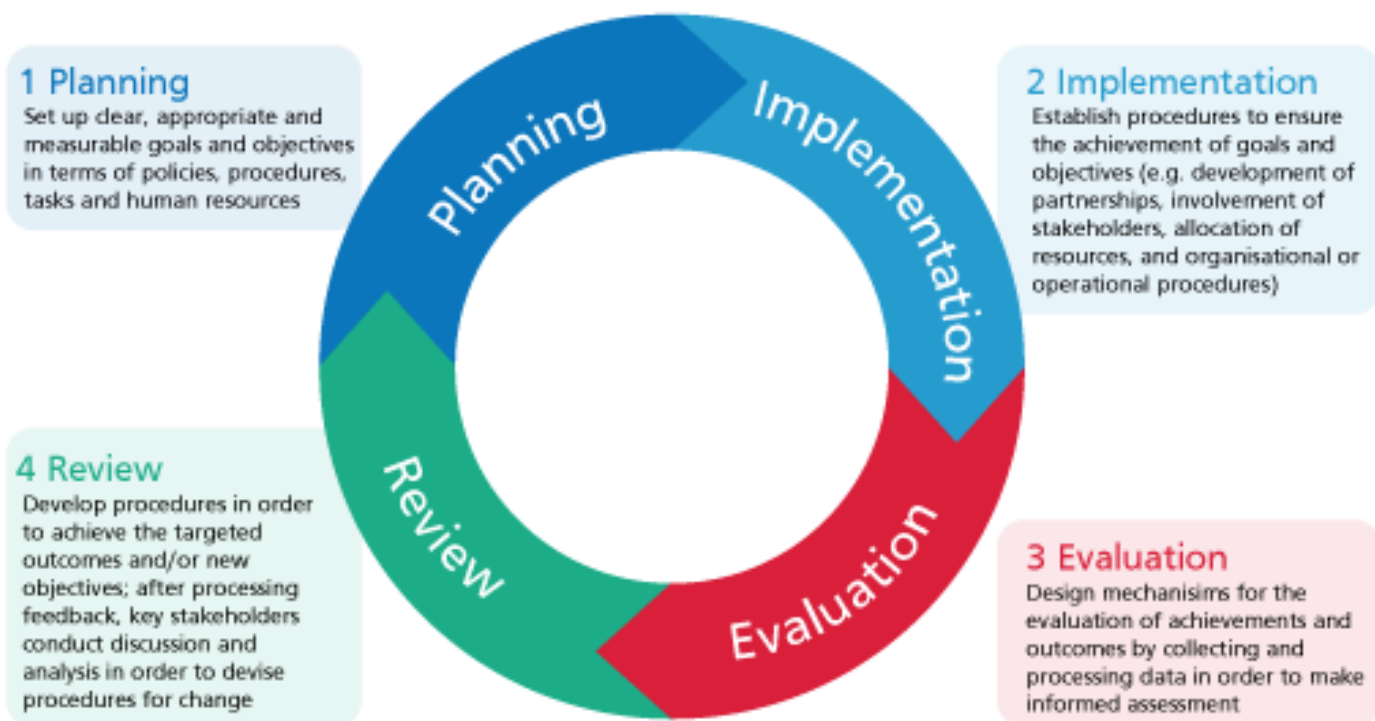 1 Planning
Set up clear, appropriate and
measurable goals and objectives
in terms of policies, procedures,
tasks and human resources
Planning
Implementation
2 Implementation
Establish procedures to ensure
the achievement of goals and
objectives (e.g. development of
partnerships, involvement of
stakeholders, allocation of
resources, and organisational or
operational procedures)
Evaluation
3 Evaluation
Design mechanisims for the
evaluation of achievements and
outcomes by collecting and
processing data in order to make
informed assessment
Review
4 Review
Develop procedures in order
to achieve the targeted
outcomes and/or new
objectives; after processing
feedback, key stakeholders
conduct discussion and
analysis in order to devise
procedures for change